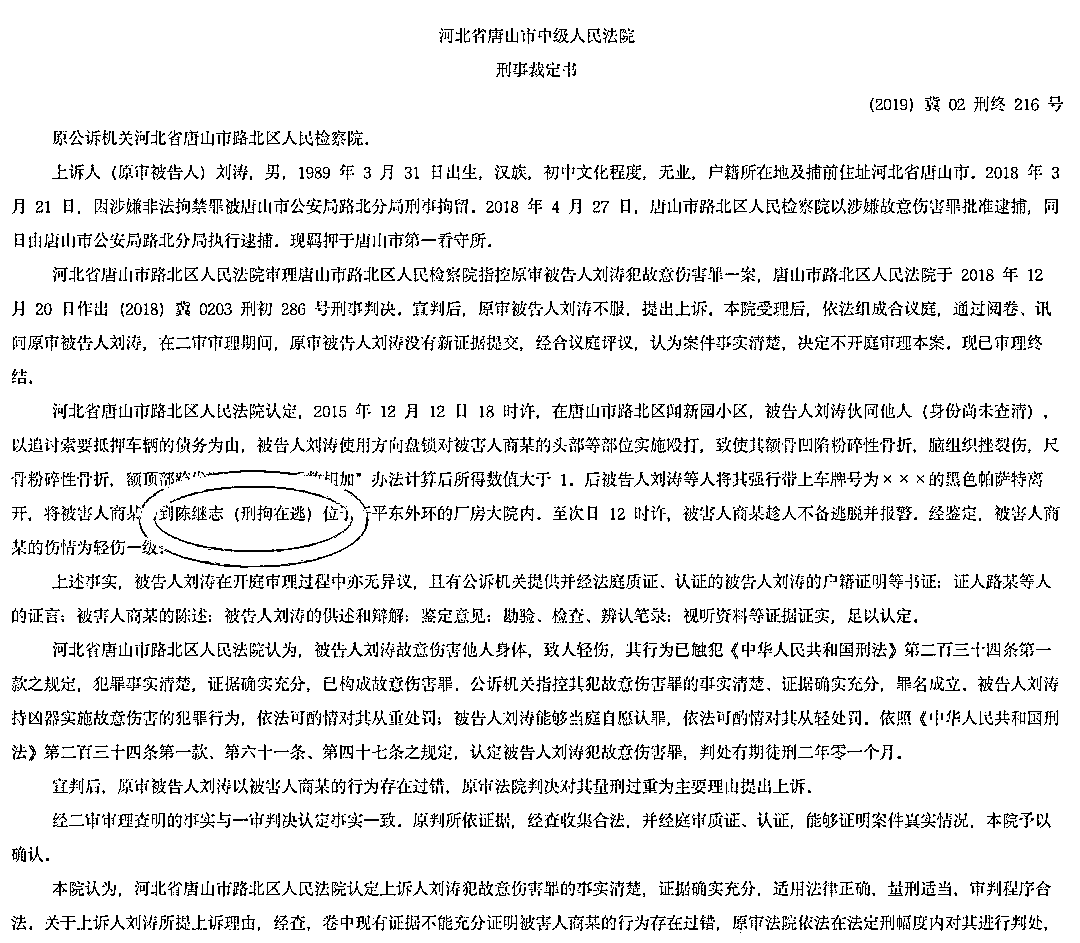 河北省唐山市中级人民法院
刑事裁定书
(2019) 冀 02 刑终 216 号
原公诉机关河北省唐山市路北区人民检察院.
上诉人 (原审被告人) 刘涛, 男, 1989 年 3 月 31 日出生, 汉族, 初中文化程度, 无业, 户籍所在地及捕前住址河北省唐山市. 2018 年 3
月 21 日, 因涉嫌非法拘禁罪被唐山市公安局路北分局刑事拘留. 2018 年 4 月 27 日, 唐山市路北区人民检察院以涉嫌故意伤害罪批准逮捕, 同
日由唐山市公安局路北分局执行逮捕. 现羁押于唐山市第一看守所.
河北省唐山市路北区人民法院审理唐山市路北区人民检察院指控原审被告人刘涛犯故意伤害罪一案, 唐山市路北区人民法院于 2018 年 12
月 20 日作出 (2018) 冀 0203 刑初 286 号刑事判决. 宣判后, 原审被告人刘涛不服, 提出上诉. 本院受理后, 依法组成合议庭, 通过阅卷、讯
问原审被告人刘涛, 在二审审理期间, 原审被告人刘涛没有新证据提交, 经合议庭评议, 认为案件事实清楚, 决定不开庭审理本案. 现已审理终
结.
河北省唐山市路北区人民法院认定, 2015 年 12 月 12 日 18 时许, 在唐山市路北区闻新园小区, 被告人刘涛伙同他人 (身份尚未查清) ,
以追讨索要抵押车辆的债务为由, 被告人刘涛使用方向盘锁对被害人商某的头部等部位实施殴打, 致使其额骨凹陷粉碎性骨折, 脑组织挫裂伤, 尺
骨粉碎性骨折, 额顶部 数相加" 办法计算后所得数值大于 1. 后被告人刘涛等人将其强行带上车牌号为×××的黑色帕萨特离
开, 将被害人商某 到陈继志 (刑拘在逃) 位于 平东外环的厂房大院内. 至次日 12 时许, 被害人商某趁人不备逃脱并报警. 经鉴定, 被害人商
某的伤情为轻伤一级.
上述事实, 被告人刘涛在开庭审理过程中亦无异议, 且有公诉机关提供并经法庭质证、认证的被告人刘涛的户籍证明等书证; 证人路某等人
的证言; 被害人商某的陈述; 被告人刘涛的供述和辩解; 鉴定意见; 勘验、检查、辨认笔录; 视听资料等证据证实, 足以认定.
河北省唐山市路北区人民法院认为, 被告人刘涛故意伤害他人身体, 致人轻伤, 其行为已触犯《中华人民共和国刑法》第二百三十四条第一
款之规定, 犯罪事实清楚, 证据确实充分, 已构成故意伤害罪. 公诉机关指控其犯故意伤害罪的事实清楚、证据确实充分, 罪名成立. 被告人刘涛
持凶器实施故意伤害的犯罪行为, 依法可酌情对其从重处罚; 被告人刘涛能够当庭自愿认罪, 依法可酌情对其从轻处罚. 依照《中华人民共和国刑
法》第二百三十四条第一款、第六十一条、第四十七条之规定, 认定被告人刘涛犯故意伤害罪, 判处有期徒刑二年零一个月.
宣判后, 原审被告人刘涛以被害人商某的行为存在过错, 原审法院判决对其量刑过重为主要理由提出上诉.
经二审审理查明的事实与一审判决认定事实一致. 原判所依证据, 经查收集合法, 并经庭审质证、认证, 能够证明案件真实情况, 本院予以
确认.
本院认为, 河北省唐山市路北区人民法院认定上诉人刘涛犯故意伤害罪的事实清楚, 证据确实充分, 适用法律正确, 量刑适当, 审判程序合
法. 关于上诉人刘涛所提上诉理由, 经查, 卷中现有证据不能充分证明被害人商某的行为存在过错, 原审法院依法在法定刑幅度内对其进行判处,